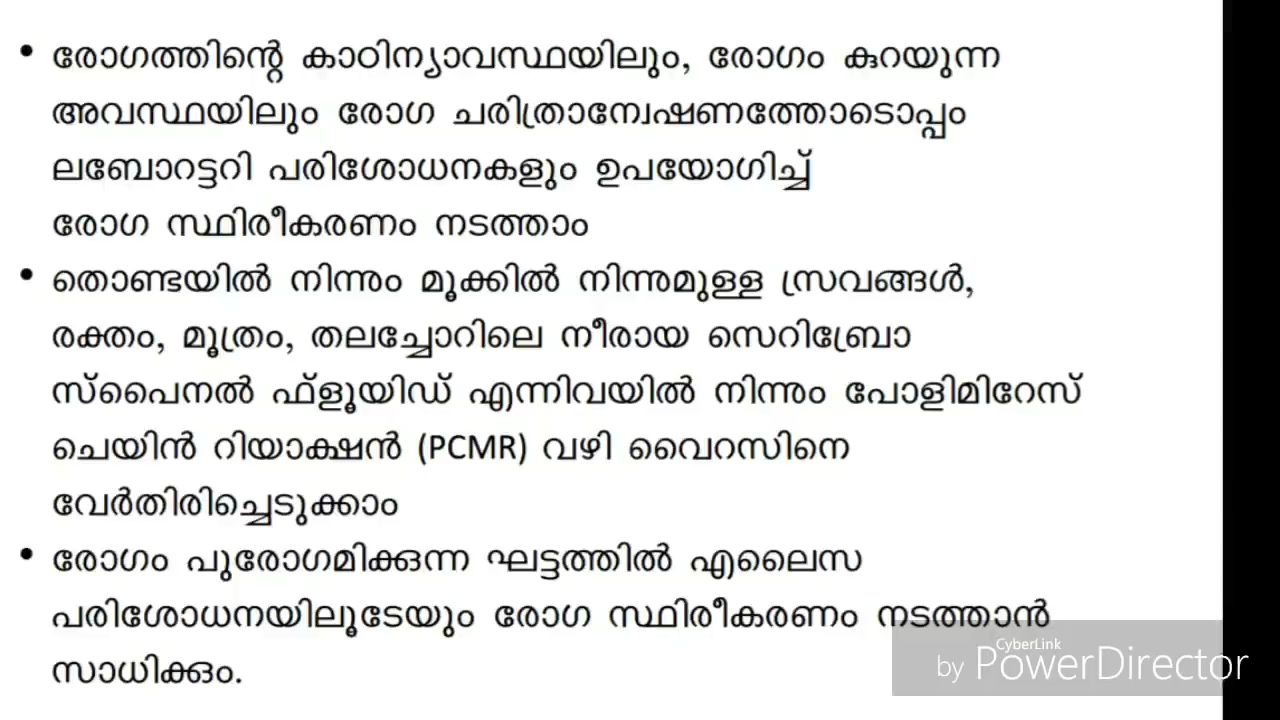 • രോഗത്തിന്റെ കാഠിന്യാവസ്ഥയിലും, രോഗം കുറയുന്ന
അവസ്ഥയിലും രോഗ ചരിത്രാന്വേഷണത്തോടൊപ്പം
ലബോറട്ടറി പരിശോധനകളും ഉപയോഗിച്ച്
രോഗ സ്ഥിരീകരണം നടത്താം
• തൊണ്ടയിൽ നിന്നും മൂക്കിൽ നിന്നുമുള്ള സ്രവങ്ങൾ,
രക്തം, മൂത്രം, തലച്ചോറിലെ നീരായ സെറിബ്രോ
സ്പൈനൽ ഫ്ളൂയിഡ് എന്നിവയിൽ നിന്നും പോളിമിറേസ്
ചെയിൻ റിയാക്ഷൻ (PCMR) വഴി വൈറസിനെ
വേർതിരിച്ചെടുക്കാം
• രോഗം പുരോഗമിക്കുന്ന ഘട്ടത്തിൽ എലൈസ
പരിശോധനയിലൂടേയും രോഗ സ്ഥിരീകരണം നടത്താൻ
സാധിക്കും.
CyberLink
by PowerDirector